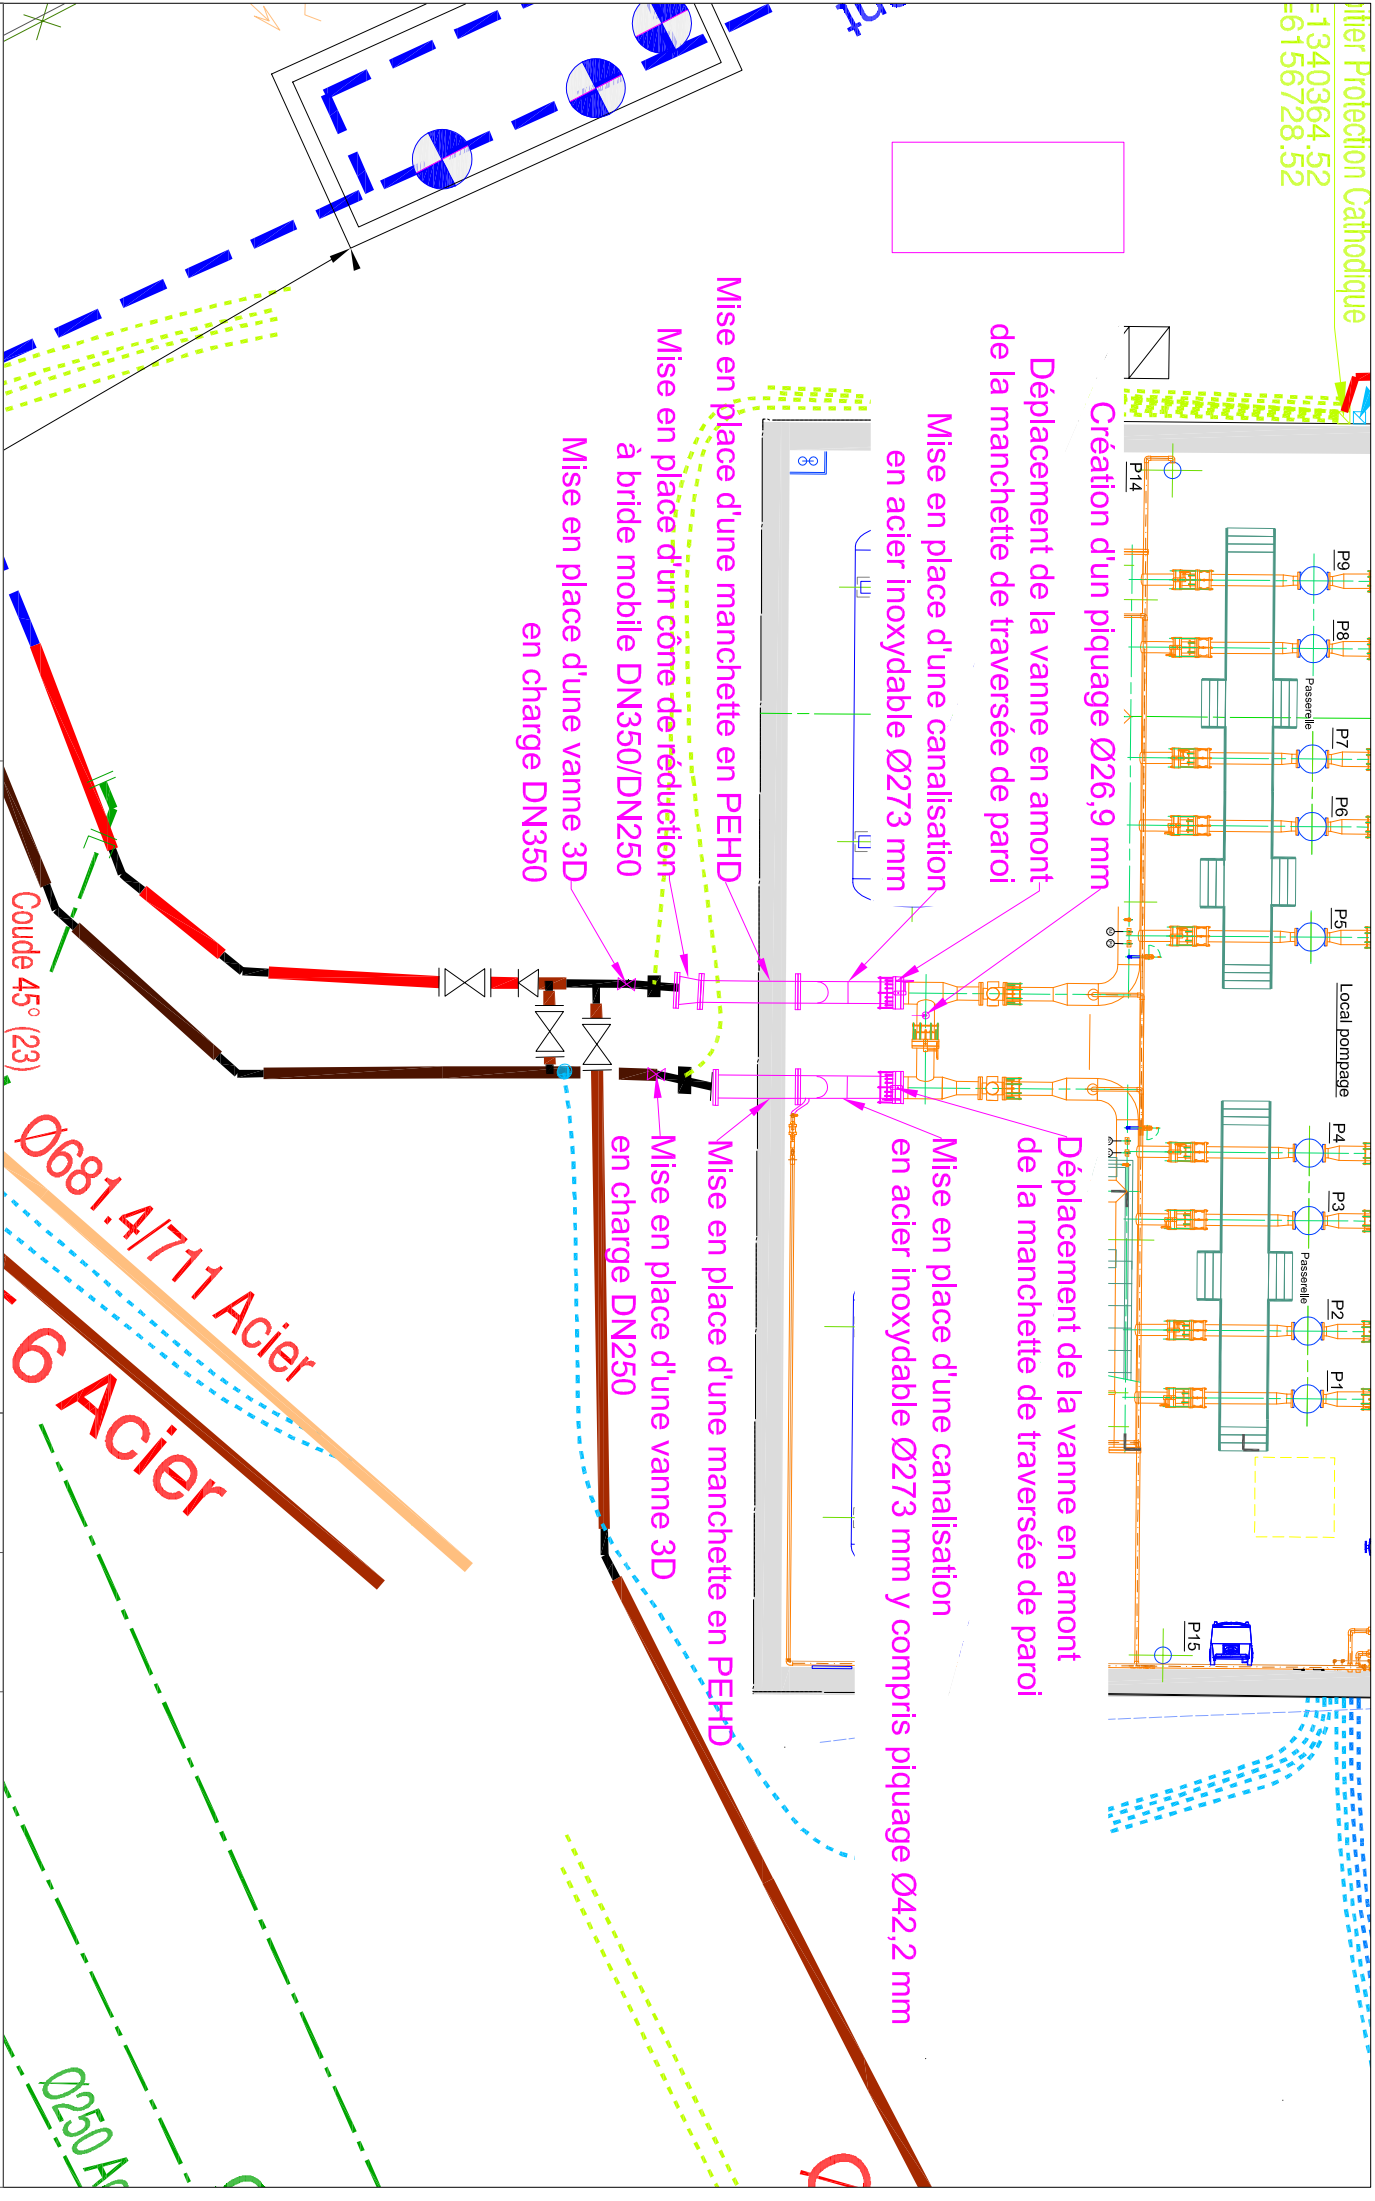 Protection Cathodique
=1340364.52
=6156728.52
P14
P9
P8
P7
P6
P5
P4
P3
P2
P1
P15
Passerelle
Passerelle
Local pompage
Création d'un piquage Ø26,9 mm
Déplacement de la vanne en amont
de la manchette de traversée de paroi
Mise en place d'une canalisation
en acier inoxydable Ø273 mm
Mise en place d'une manchette en PEHD
Mise en place d'un cône de réduction
à bride mobile DN350/DN250
Mise en place d'une vanne 3D
en charge DN350
Déplacement de la vanne en amont
de la manchette de traversée de paroi
Mise en place d'une canalisation
en acier inoxydable Ø273 mm y compris piquage Ø42,2 mm
Mise en place d'une manchette en PEHD
Mise en place d'une vanne 3D
en charge DN250
Coude 45° (23)
Ø681.4/711 Acier
6 Acier
Ø250